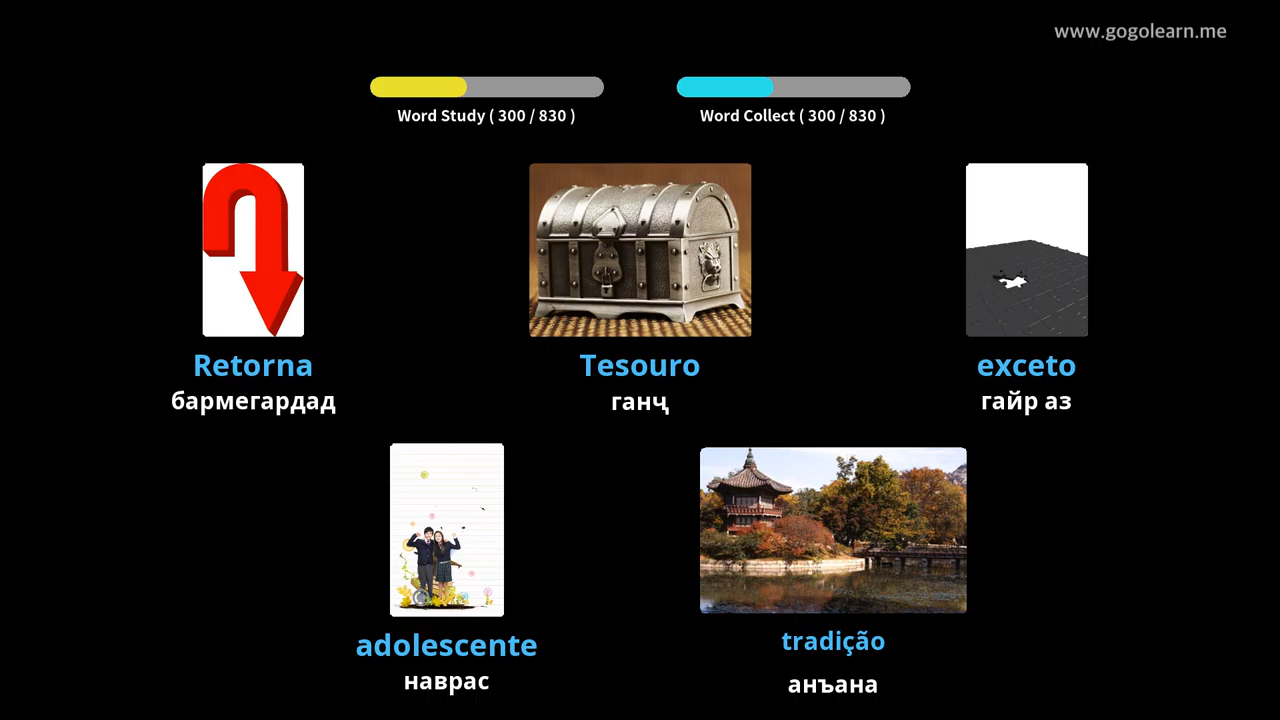 www.gogolearn.me
Word Study ( 300 / 830 )
Word Collect ( 300 / 830 )
Retorna
бармегардад
Tesouro
ганҷ
exceto
гайр аз
adolescente
наврас
tradição
анъана